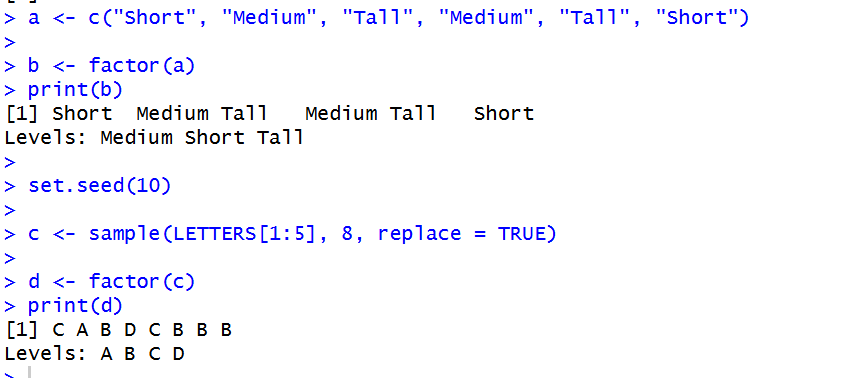 > a <- c("Short", "Medium", "Tall", "Medium", "Tall", "Short")
>
> b <- factor(a)
> print(b)
[1] Short  Medium Tall   Medium Tall   Short
Levels: Medium Short Tall
>
> set.seed(10)
>
> c <- sample(LETTERS[1:5], 8, replace = TRUE)
>
> d <- factor(c)
> print(d)
[1] C A B D C B B B
Levels: A B C D
>